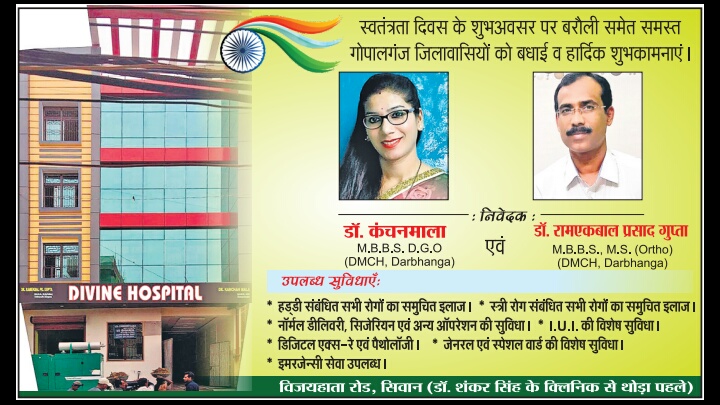 स्वतंत्रता दिवस के शुभअवसर पर बरौली समेत समस्त
गोपालगंज जिलावासियों को बधाई व हार्दिक शुभकामनाएं।
: निवेदक :
डॉ. कंचनमाला
M.B.B.S. D.G.O
(DMCH, Darbhanga)
एवं
डॉ. रामएकबाल प्रसाद गुप्ता
M.B.B.S., M.S. (Ortho)
(DMCH, Darbhanga)
DIVINE HOSPITAL
उपलब्ध सुविधाएँः
* हड्डी संबंधित सभी रोगों का समुचित इलाज। * स्त्री रोग संबंधित सभी रोगों का समुचित इलाज।
* नॉर्मल डीलिवरी, सिजेरियन एवं अन्य ऑपरेशन की सुविधा। * I.U.I. की विशेष सुविधा।
* डिजिटल एक्स-रे एवं पैथोलॉजी। * जेनरल एवं स्पेशल वार्ड की विशेष सुविधा।
* इमरजेन्सी सेवा उपलब्ध।
विजयहाता रोड, सिवान (डॉ. शंकर सिंह के क्लिनिक से थोड़ा पहले)